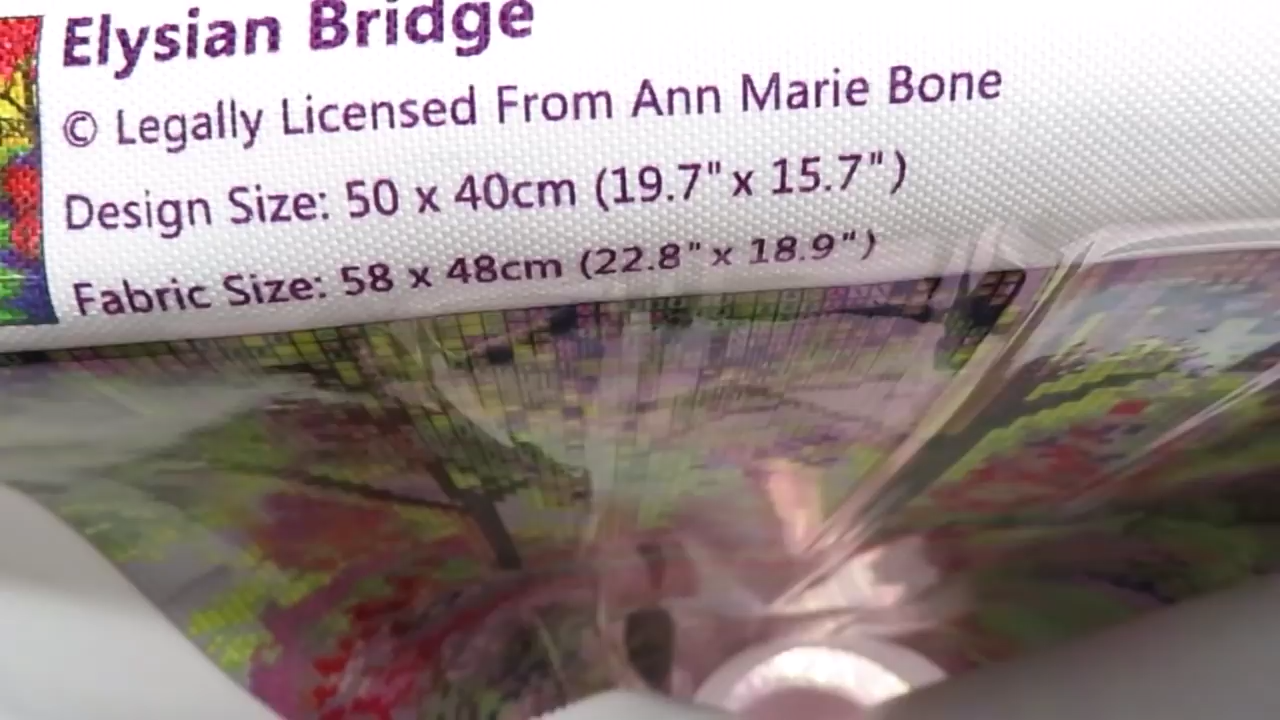 Elysian Bridge
© Legally Licensed From Ann Marie Bone
Design Size: 50 x 40cm (19.7" x 15.7")
Fabric Size: 58 x 48cm (22.8" x 18.9")